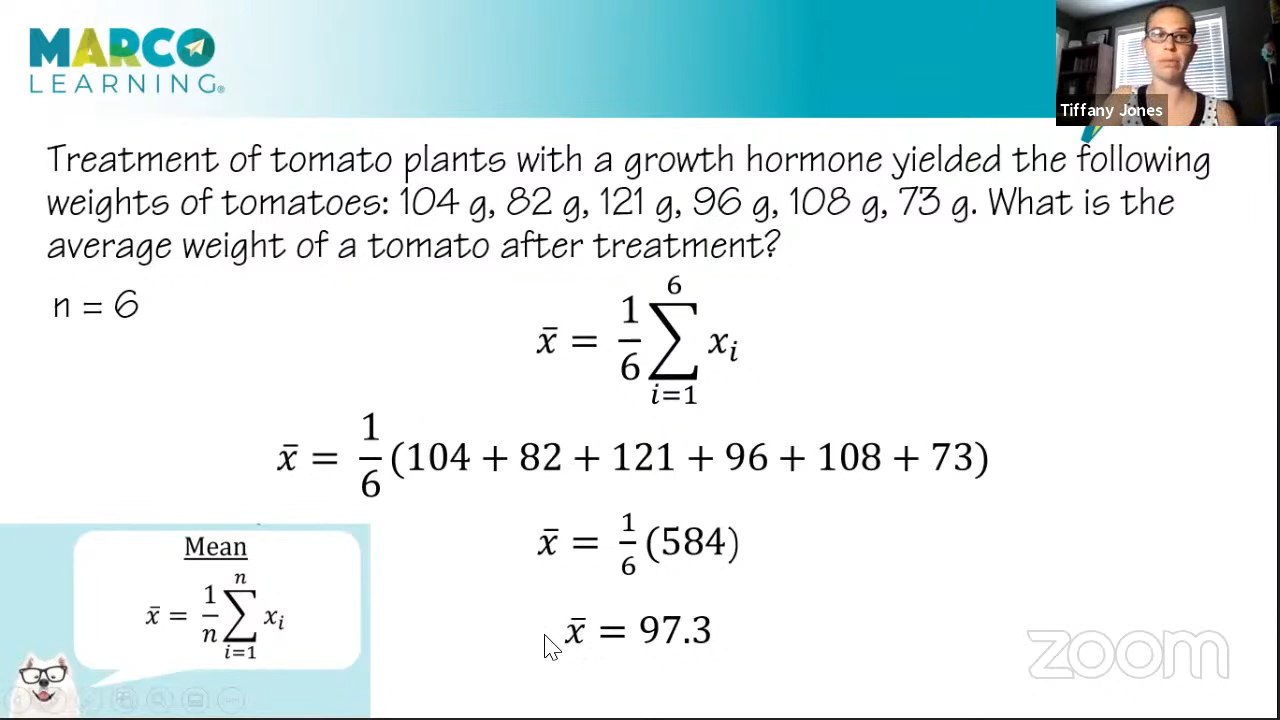 MARCO
LEARNING®
Tiffany Jones
Treatment of tomato plants with a growth hormone yielded the following
weights of tomatoes: 104 g, 82 g, 121 g, 96 g, 108 g, 73 g. What is the
average weight of a tomato after treatment?
n = 6
x̄ = 1/6 ∑_{i=1}^{6} x_i
x̄ = 1/6 (104 + 82 + 121 + 96 + 108 + 73)
x̄ = 1/6 (584)
x̄ = 97.3
Mean
x̄ = 1/n ∑_{i=1}^{n} x_i
zoom